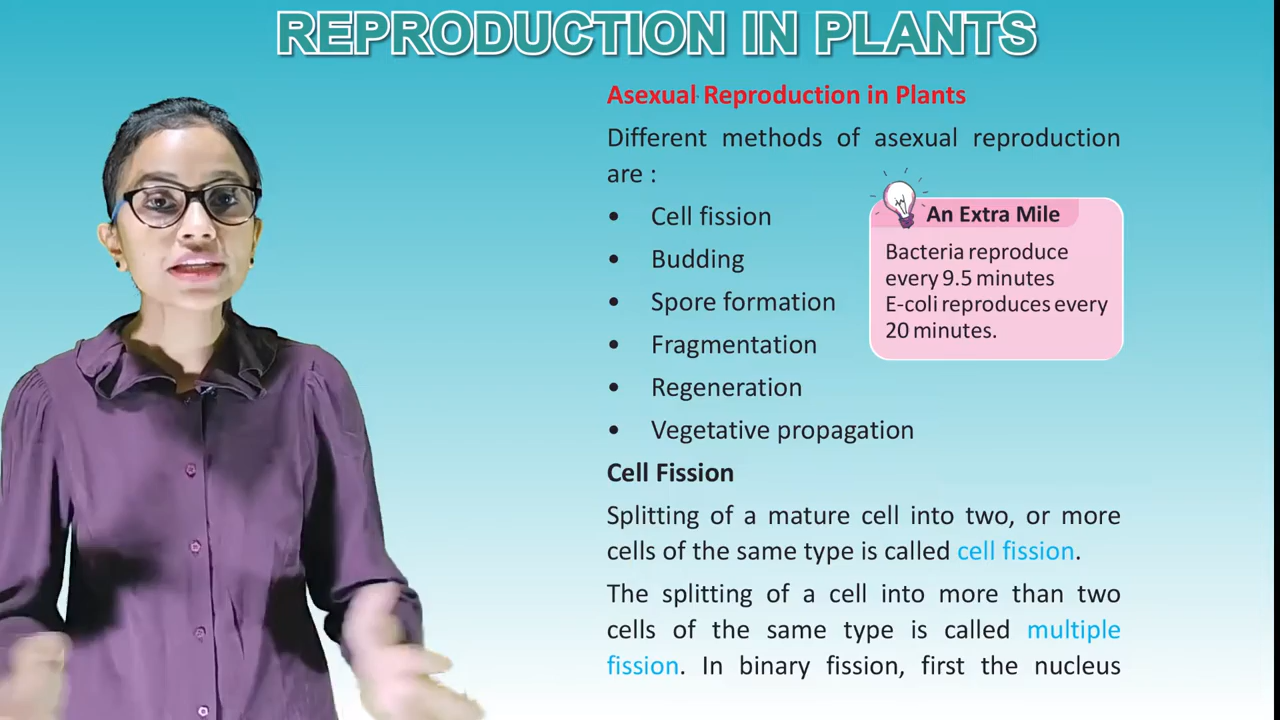 REPRODUCTION IN PLANTS
Asexual Reproduction in Plants
Different methods of asexual reproduction
are :
• Cell fission
• Budding
• Spore formation
• Fragmentation
• Regeneration
• Vegetative propagation
An Extra Mile
Bacteria reproduce
every 9.5 minutes
E-coli reproduces every
20 minutes.
Cell Fission
Splitting of a mature cell into two, or more
cells of the same type is called cell fission.
The splitting of a cell into more than two
cells of the same type is called multiple
fission. In binary fission, first the nucleus